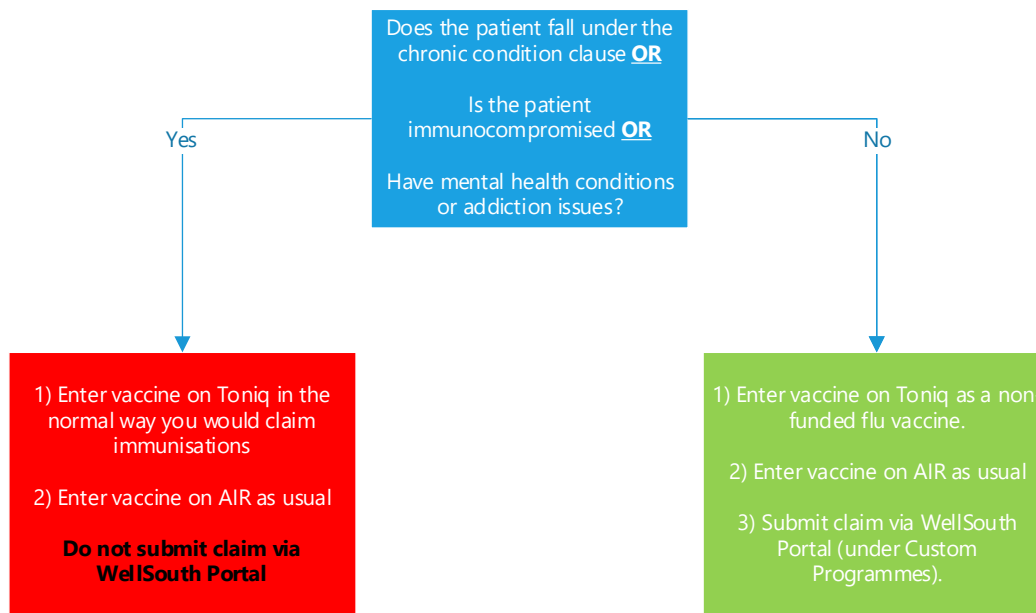 Does the patient fall under the
chronic condition clause OR
Is the patient
immunocompromised OR
Have mental health conditions
or addiction issues?
Yes
No
1) Enter vaccine on Toniq in the
normal way you would claim
immunisations
2) Enter vaccine on AIR as usual
Do not submit claim via
WellSouth Portal
1) Enter vaccine on Toniq as a non
funded flu vaccine.
2) Enter vaccine on AIR as usual
3) Submit claim via WellSouth
Portal (under Custom
Programmes).